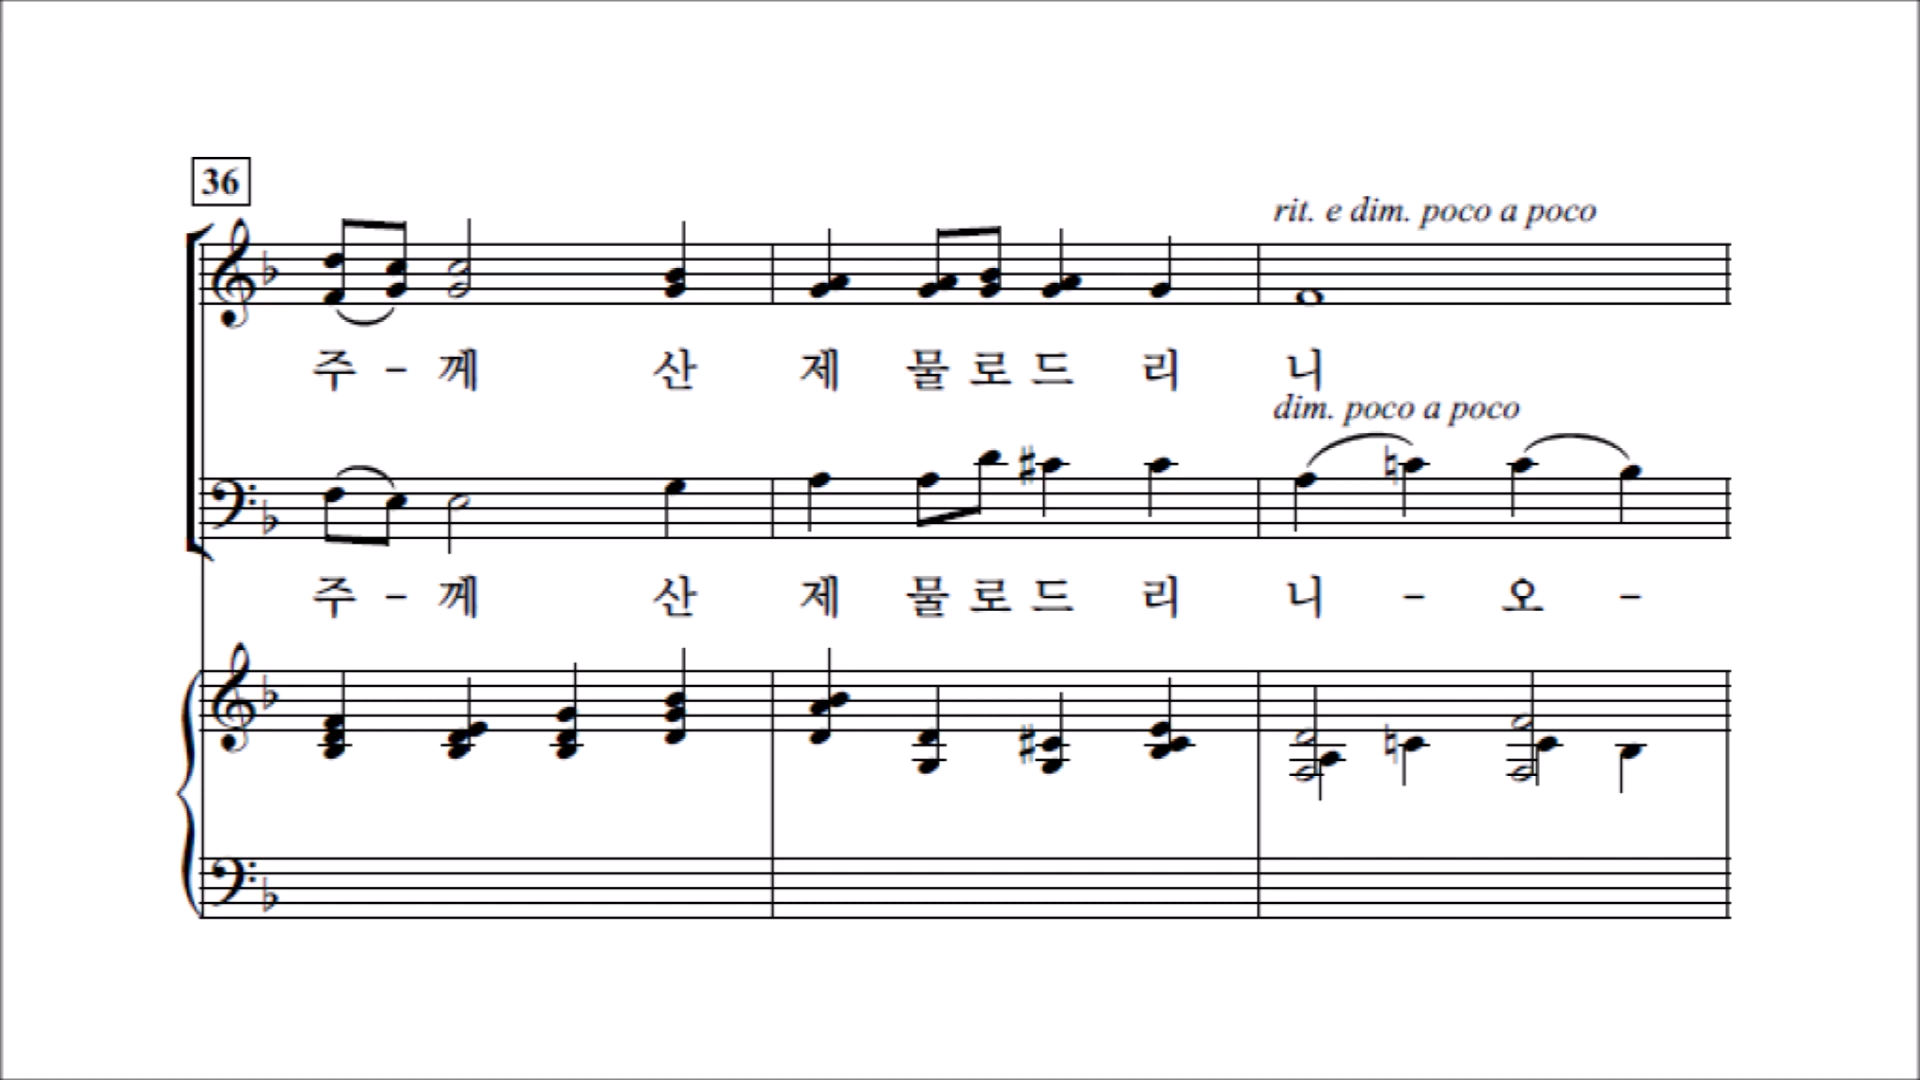 36
rit. e dim. poco a poco
주 - 께 산 제 물 로 드 리 니
dim. poco a poco
주 - 께 산 제 물 로 드 리 니 - 오 -